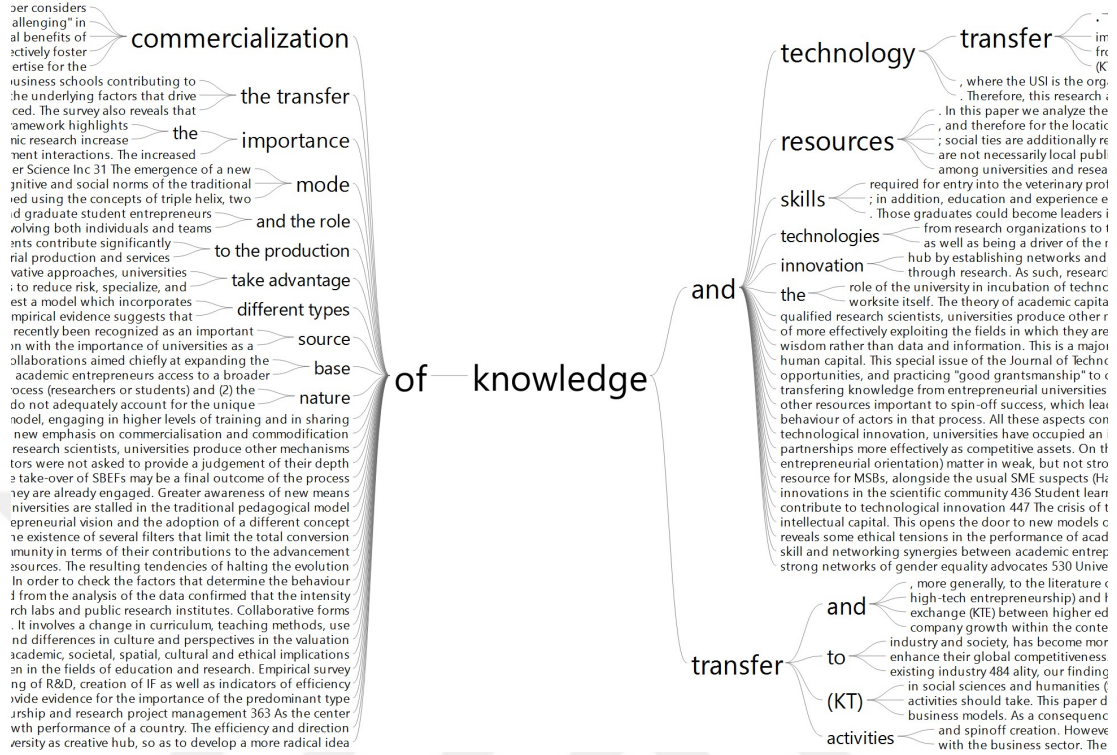 per considers
allenging" in
al benefits of
ectively foster
ertise for the
commercialization
business schools contributing to
the underlying factors that drive
ced. The survey also reveals that
the transfer
ramework highlights
nic research increase
the
ment interactions. The increased
importance
er Science Inc 31 The emergence of a new
gnitive and social norms of the traditional
ped using the concepts of triple helix, two
mode
d graduate student entrepreneurs
volving both individuals and teams
and the role
ents contribute significantly
rial production and services
to the production
vative approaches, universities
s to reduce risk, specialize, and
take advantage
est a model which incorporates
mpirical evidence suggests that
different types
recently been recognized as an important
on with the importance of universities as a
source
ollaborations aimed chiefly at expanding the
academic entrepreneurs access to a broader
base
rocess (researchers or students) and (2) the
do not adequately account for the unique
nature
model, engaging in higher levels of training and in sharing
new emphasis on commercialisation and commodification
research scientists, universities produce other mechanisms
tors were not asked to provide a judgement of their depth
e take-over of SBEFs may be a final outcome of the process
hey are already engaged. Greater awareness of new means
niversities are stalled in the traditional pedagogical model
epreneurial vision and the adoption of a different concept
he existence of several filters that limit the total conversion
mmunity in terms of their contributions to the advancement
esources. The resulting tendencies of halting the evolution
In order to check the factors that determine the behaviour
d from the analysis of the data confirmed that the intensity
rch labs and public research institutes. Collaborative forms
. It involves a change in curriculum, teaching methods, use
nd differences in culture and perspectives in the valuation
academic, societal, spatial, cultural and ethical implications
en in the fields of education and research. Empirical survey
ng of R&D, creation of IF as well as indicators of efficiency
ovide evidence for the importance of the predominant type
urship and research project management 363 As the center
wth performance of a country. The efficiency and direction
versity as creative hub, so as to develop a more radical idea
of
knowledge
and
technology
transfer
.
im
fro
(KT
, where the USI is the orga
. Therefore, this research a
resources
. In this paper we analyze the
, and therefore for the locatio
; social ties are additionally re
are not necessarily local publi
among universities and resea
skills
required for entry into the veterinary prof
; in addition, education and experience e
. Those graduates could become leaders i
technologies
from research organizations to t
as well as being a driver of the r
innovation
hub by establishing networks and
through research. As such, researc
the
role of the university in incubation of techno
worksite itself. The theory of academic capita
qualified research scientists, universities produce other m
of more effectively exploiting the fields in which they are
wisdom rather than data and information. This is a major
human capital. This special issue of the Journal of Techno
opportunities, and practicing "good grantsmanship" to o
transfering knowledge from entrepreneurial universities
other resources important to spin-off success, which lead
behaviour of actors in that process. All these aspects con
technological innovation, universities have occupied an i
partnerships more effectively as competitive assets. On th
entrepreneurial orientation) matter in weak, but not stro
resource for MSBs, alongside the usual SME suspects (Ha
innovations in the scientific community 436 Student learn
contribute to technological innovation 447 The crisis of t
intellectual capital. This opens the door to new models o
reveals some ethical tensions in the performance of acad
skill and networking synergies between academic entrep
strong networks of gender equality advocates 530 Unive
transfer
and
, more generally, to the literature o
high-tech entrepreneurship) and h
exchange (KTE) between higher ed
company growth within the conte
to
industry and society, has become mor
enhance their global competitiveness.
existing industry 484 ality, our finding
(KT)
in social sciences and humanities (
activities should take. This paper d
business models. As a consequenc
activities
and spinoff creation. Howeve
with the business sector. The